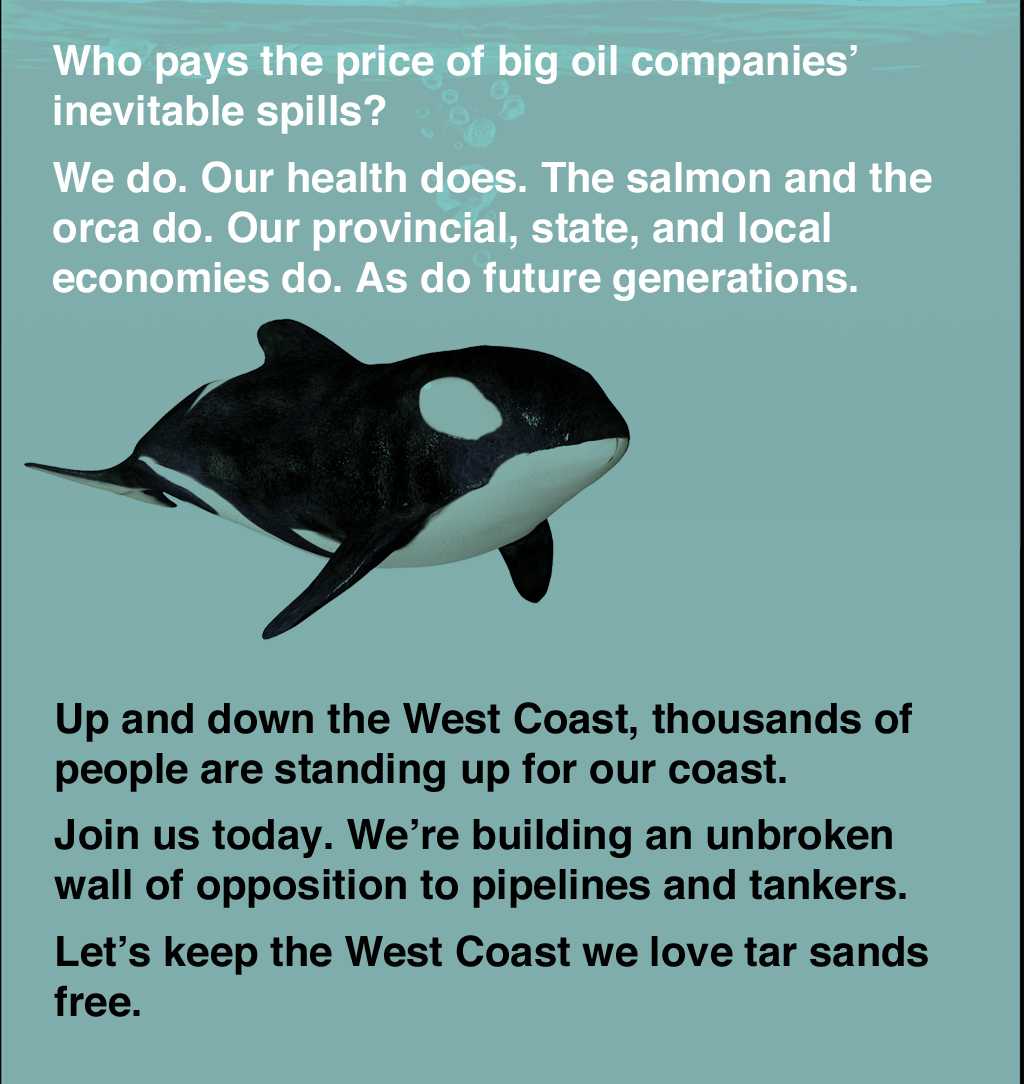 Who pays the price of big oil companies’
inevitable spills?
We do. Our health does. The salmon and the
orca do. Our provincial, state, and local
economies do. As do future generations.
Up and down the West Coast, thousands of
people are standing up for our coast.
Join us today. We’re building an unbroken
wall of opposition to pipelines and tankers.
Let’s keep the West Coast we love tar sands
free.